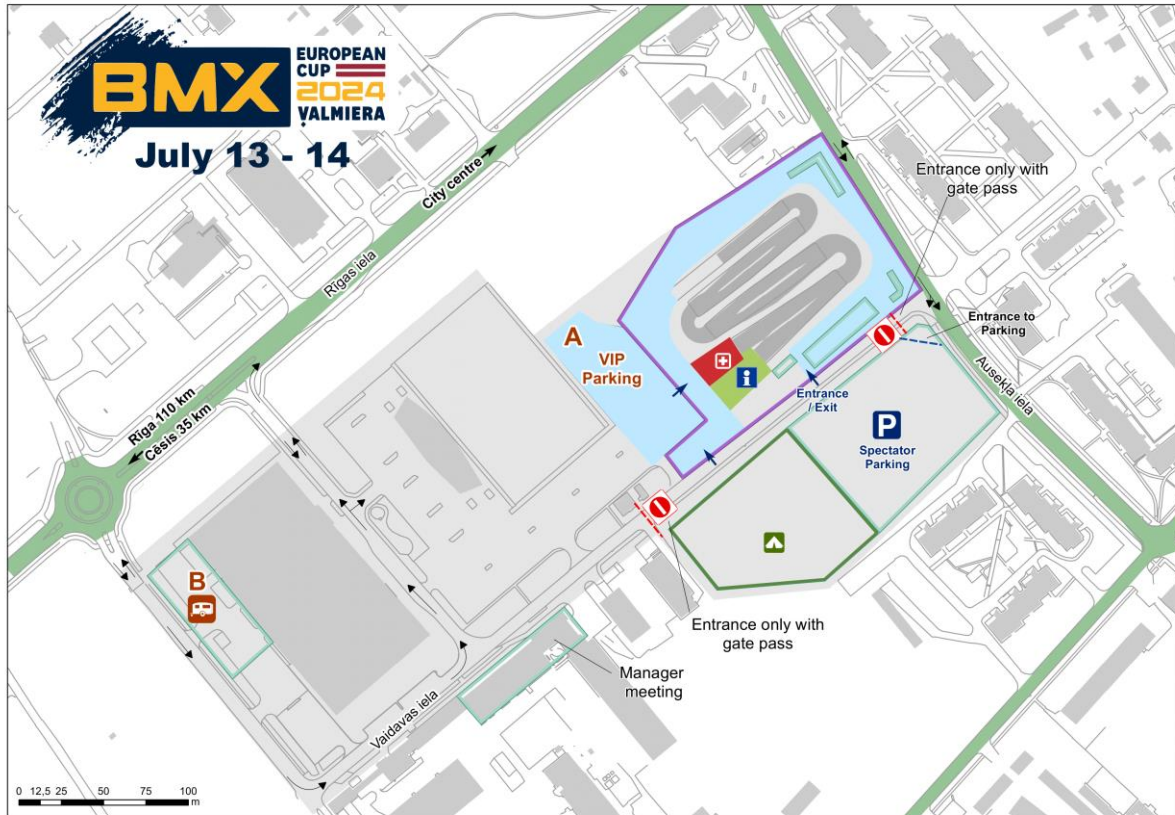 BMX
EUROPEAN
CUP
2024
VALMIERA
July 13 - 14
City centre
Rīgas iela
Rīga 110 km
Cēsis 35 km
Entrance only with
gate pass
Entrance to
Parking
Ausekļa iela
A
VIP
Parking
i
Entrance
/ Exit
P
Spectator
Parking
B
Entrance only with
gate pass
Manager
meeting
Vaidavas iela
0 12,5 25 50 75 100
m